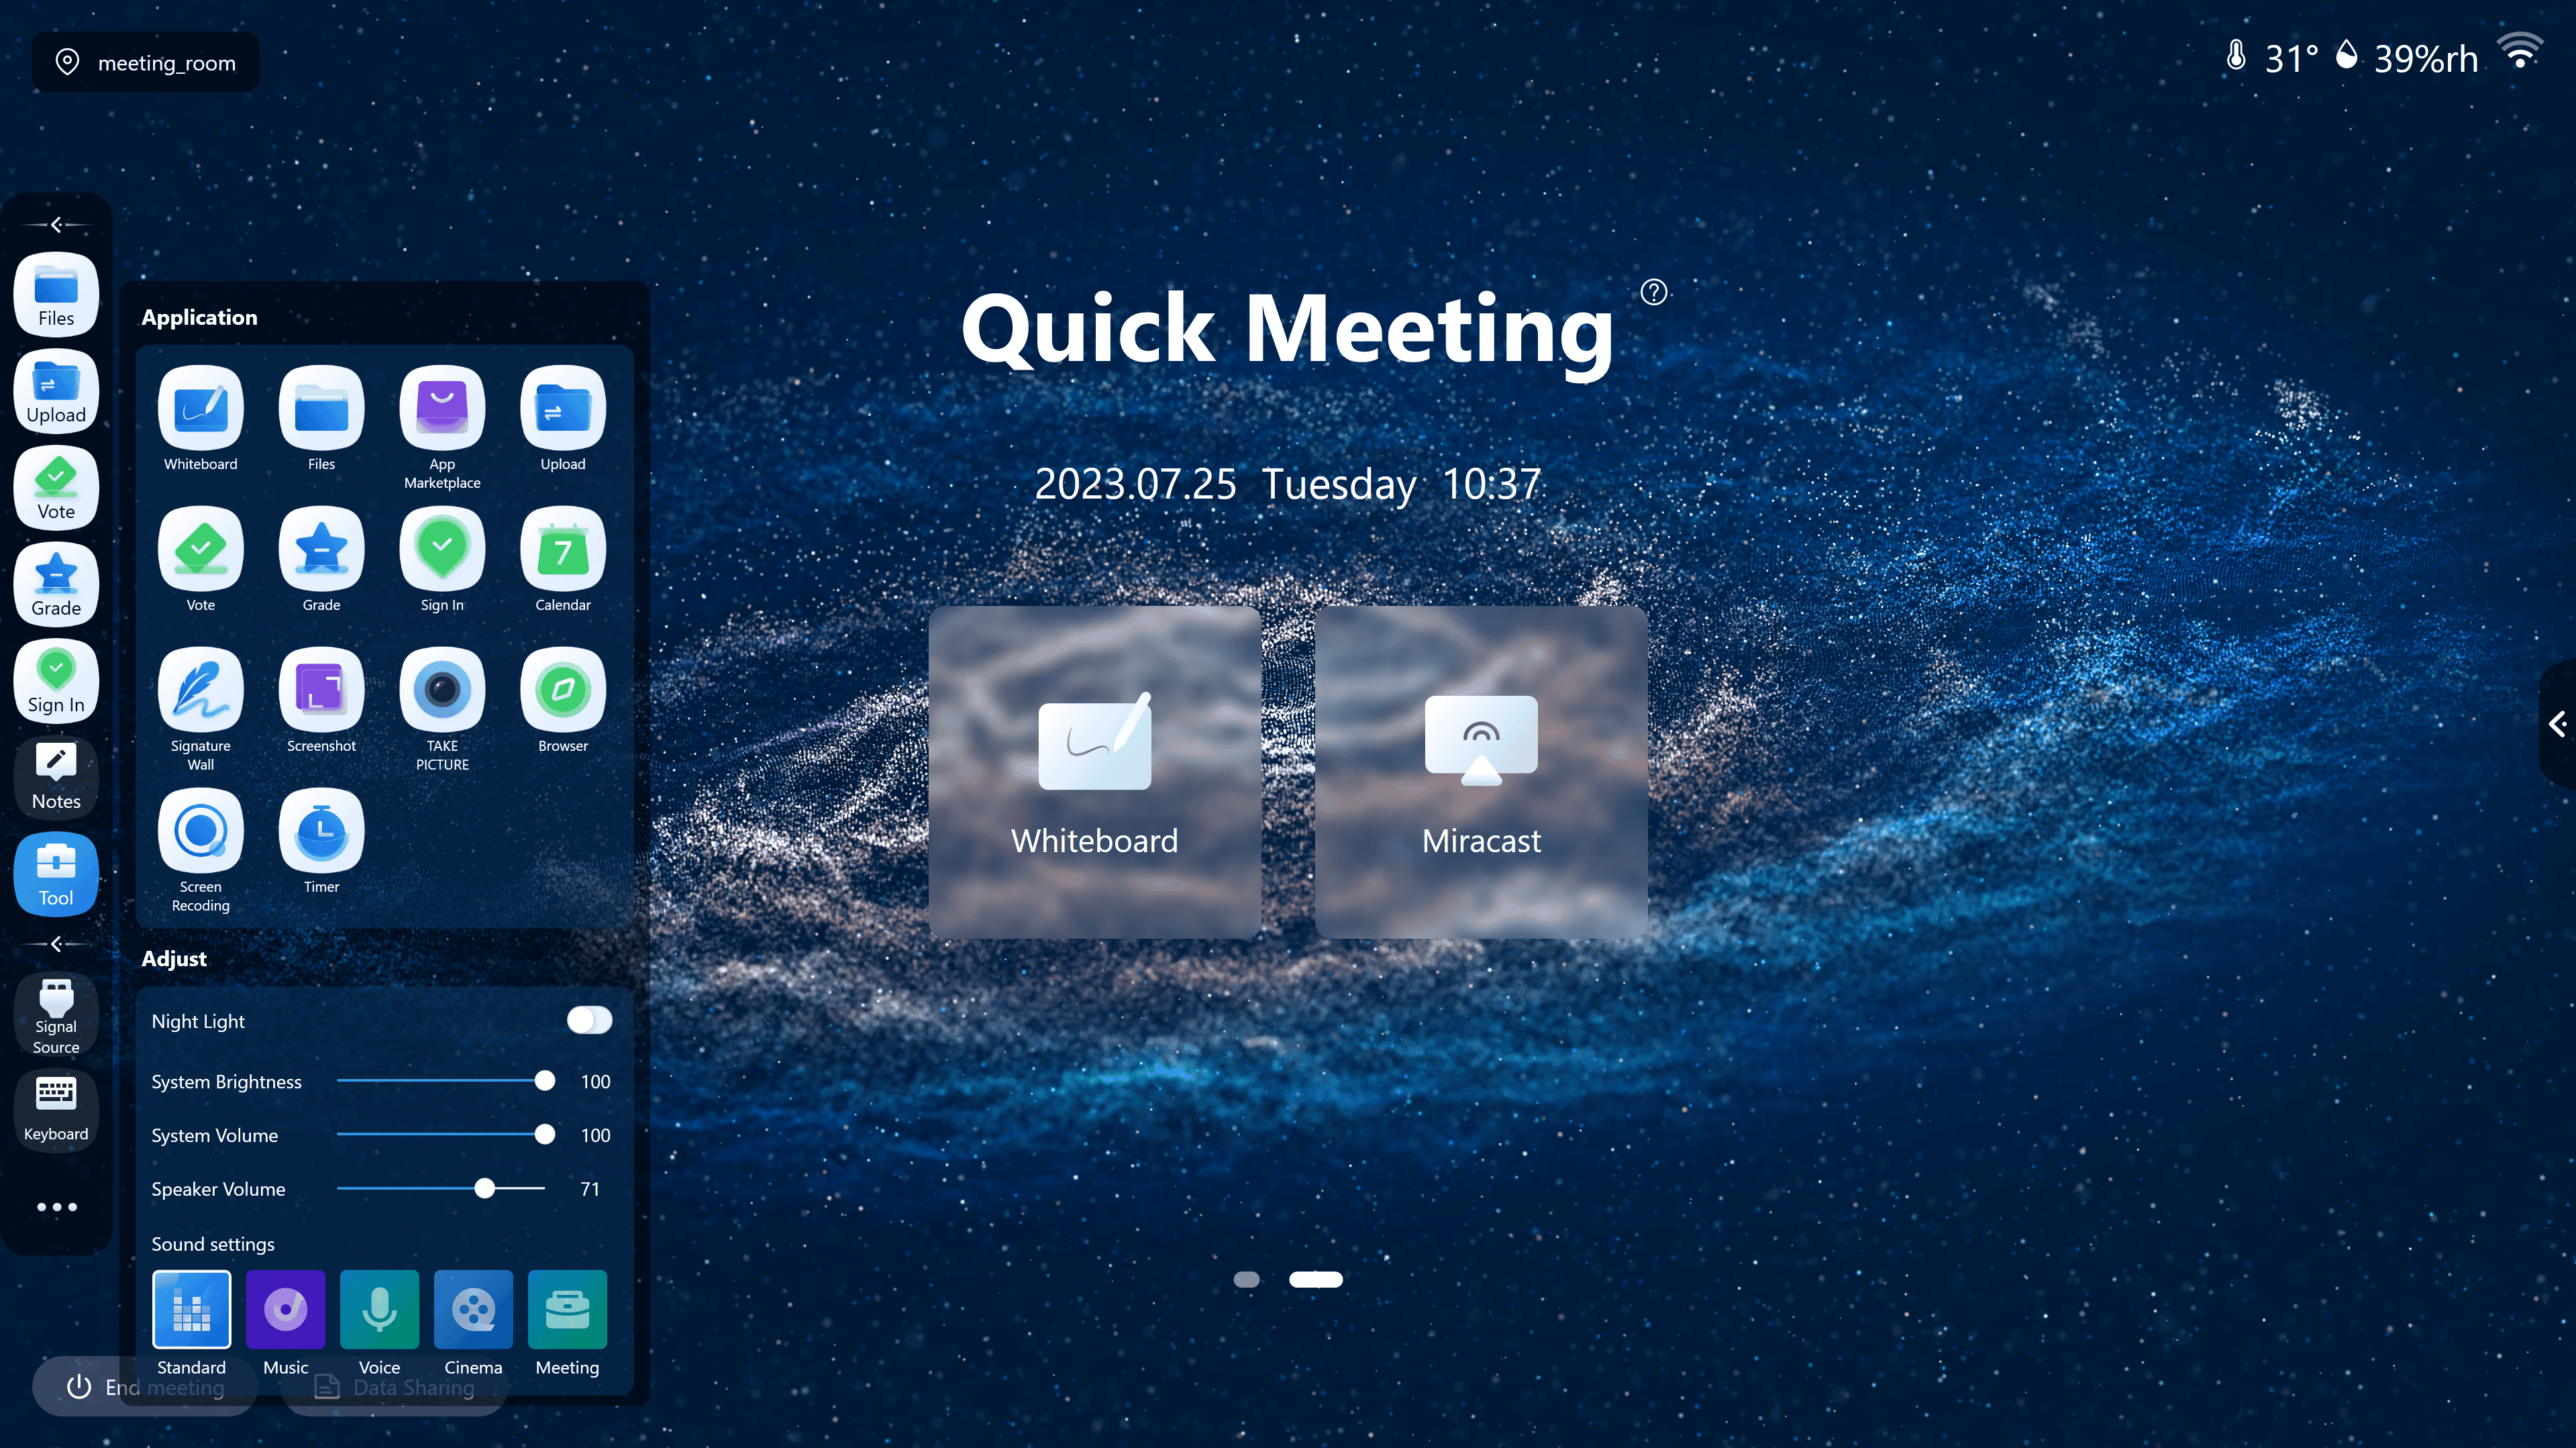 meeting_room
31° 39%rh
Files
Upload
Vote
Grade
Sign In
Notes
Tool
Signal
Source
Keyboard
Application
Whiteboard Files App
Marketplace Upload
Vote Grade Sign In Calendar
7
Signature
Wall Screenshot TAKE
PICTURE Browser
Screen
Recoding Timer
Adjust
Night Light
System Brightness 100
System Volume 100
Speaker Volume 71
Sound settings
Standard Music Voice Cinema Meeting
End meeting Data Sharing
Quick Meeting ?
2023.07.25 Tuesday 10:37
Whiteboard Miracast